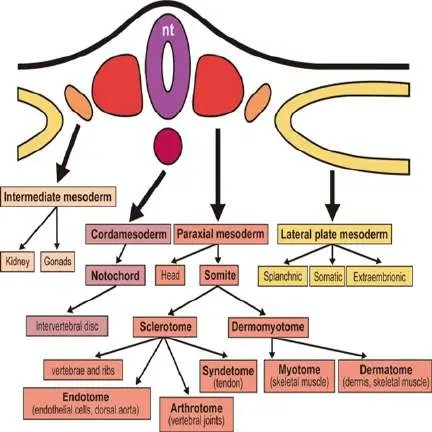 nt
Intermediate mesoderm
Kidney
Gonads
Cordamesoderm
Paraxial mesoderm
Lateral plate mesoderm
Notochord
Head
Somite
Splanchnic
Somatic
Extraembrionic
Intervertebral disc
Sclerotome
Dermomyotome
vertebrae and ribs
Syndetome
(tendon)
Myotome
(skeletal muscle)
Dermatome
(dermis, skeletal muscle)
Endotome
(endothelial cells, dorsal aorta)
Arthrotome
(vertebral joints)